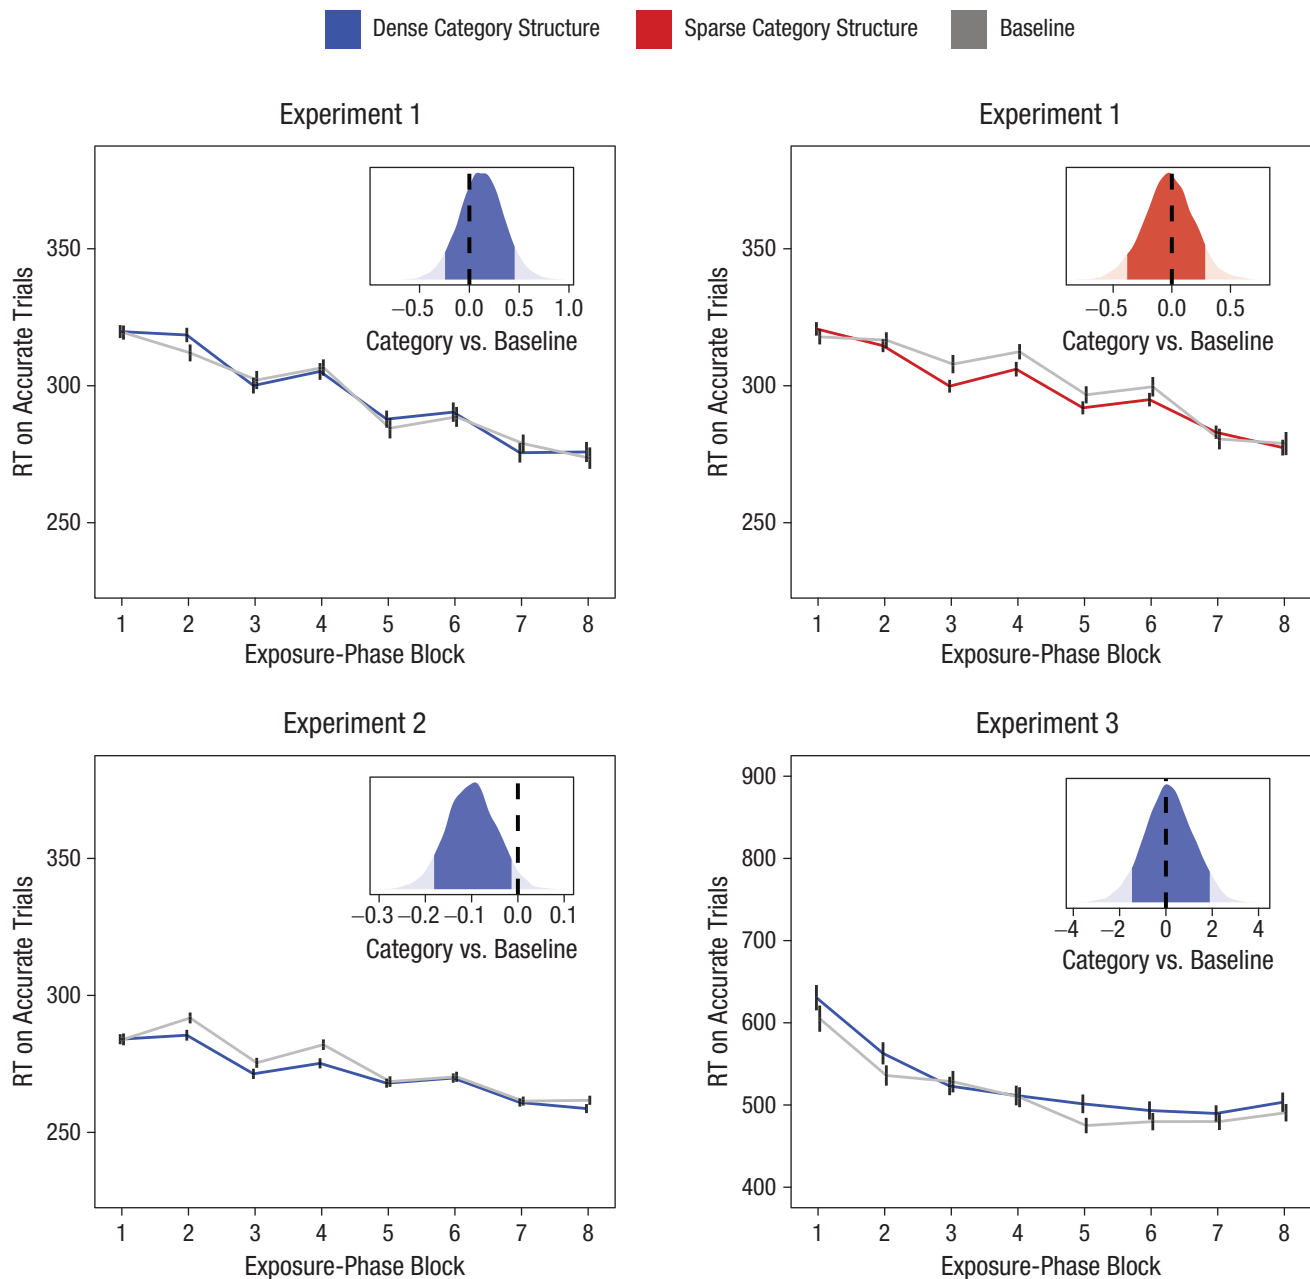 Dense Category Structure Sparse Category Structure Baseline
Experiment 1
RT on Accurate Trials
350
300
250
−0.5 0.0 0.5 1.0
Category vs. Baseline
1 2 3 4 5 6 7 8
Exposure-Phase Block
Experiment 1
RT on Accurate Trials
350
300
250
−0.5 0.0 0.5
Category vs. Baseline
1 2 3 4 5 6 7 8
Exposure-Phase Block
Experiment 2
RT on Accurate Trials
350
300
250
−0.3 −0.2 −0.1 0.0 0.1
Category vs. Baseline
1 2 3 4 5 6 7 8
Exposure-Phase Block
Experiment 3
RT on Accurate Trials
900
800
700
600
500
400
−4 −2 0 2 4
Category vs. Baseline
1 2 3 4 5 6 7 8
Exposure-Phase Block